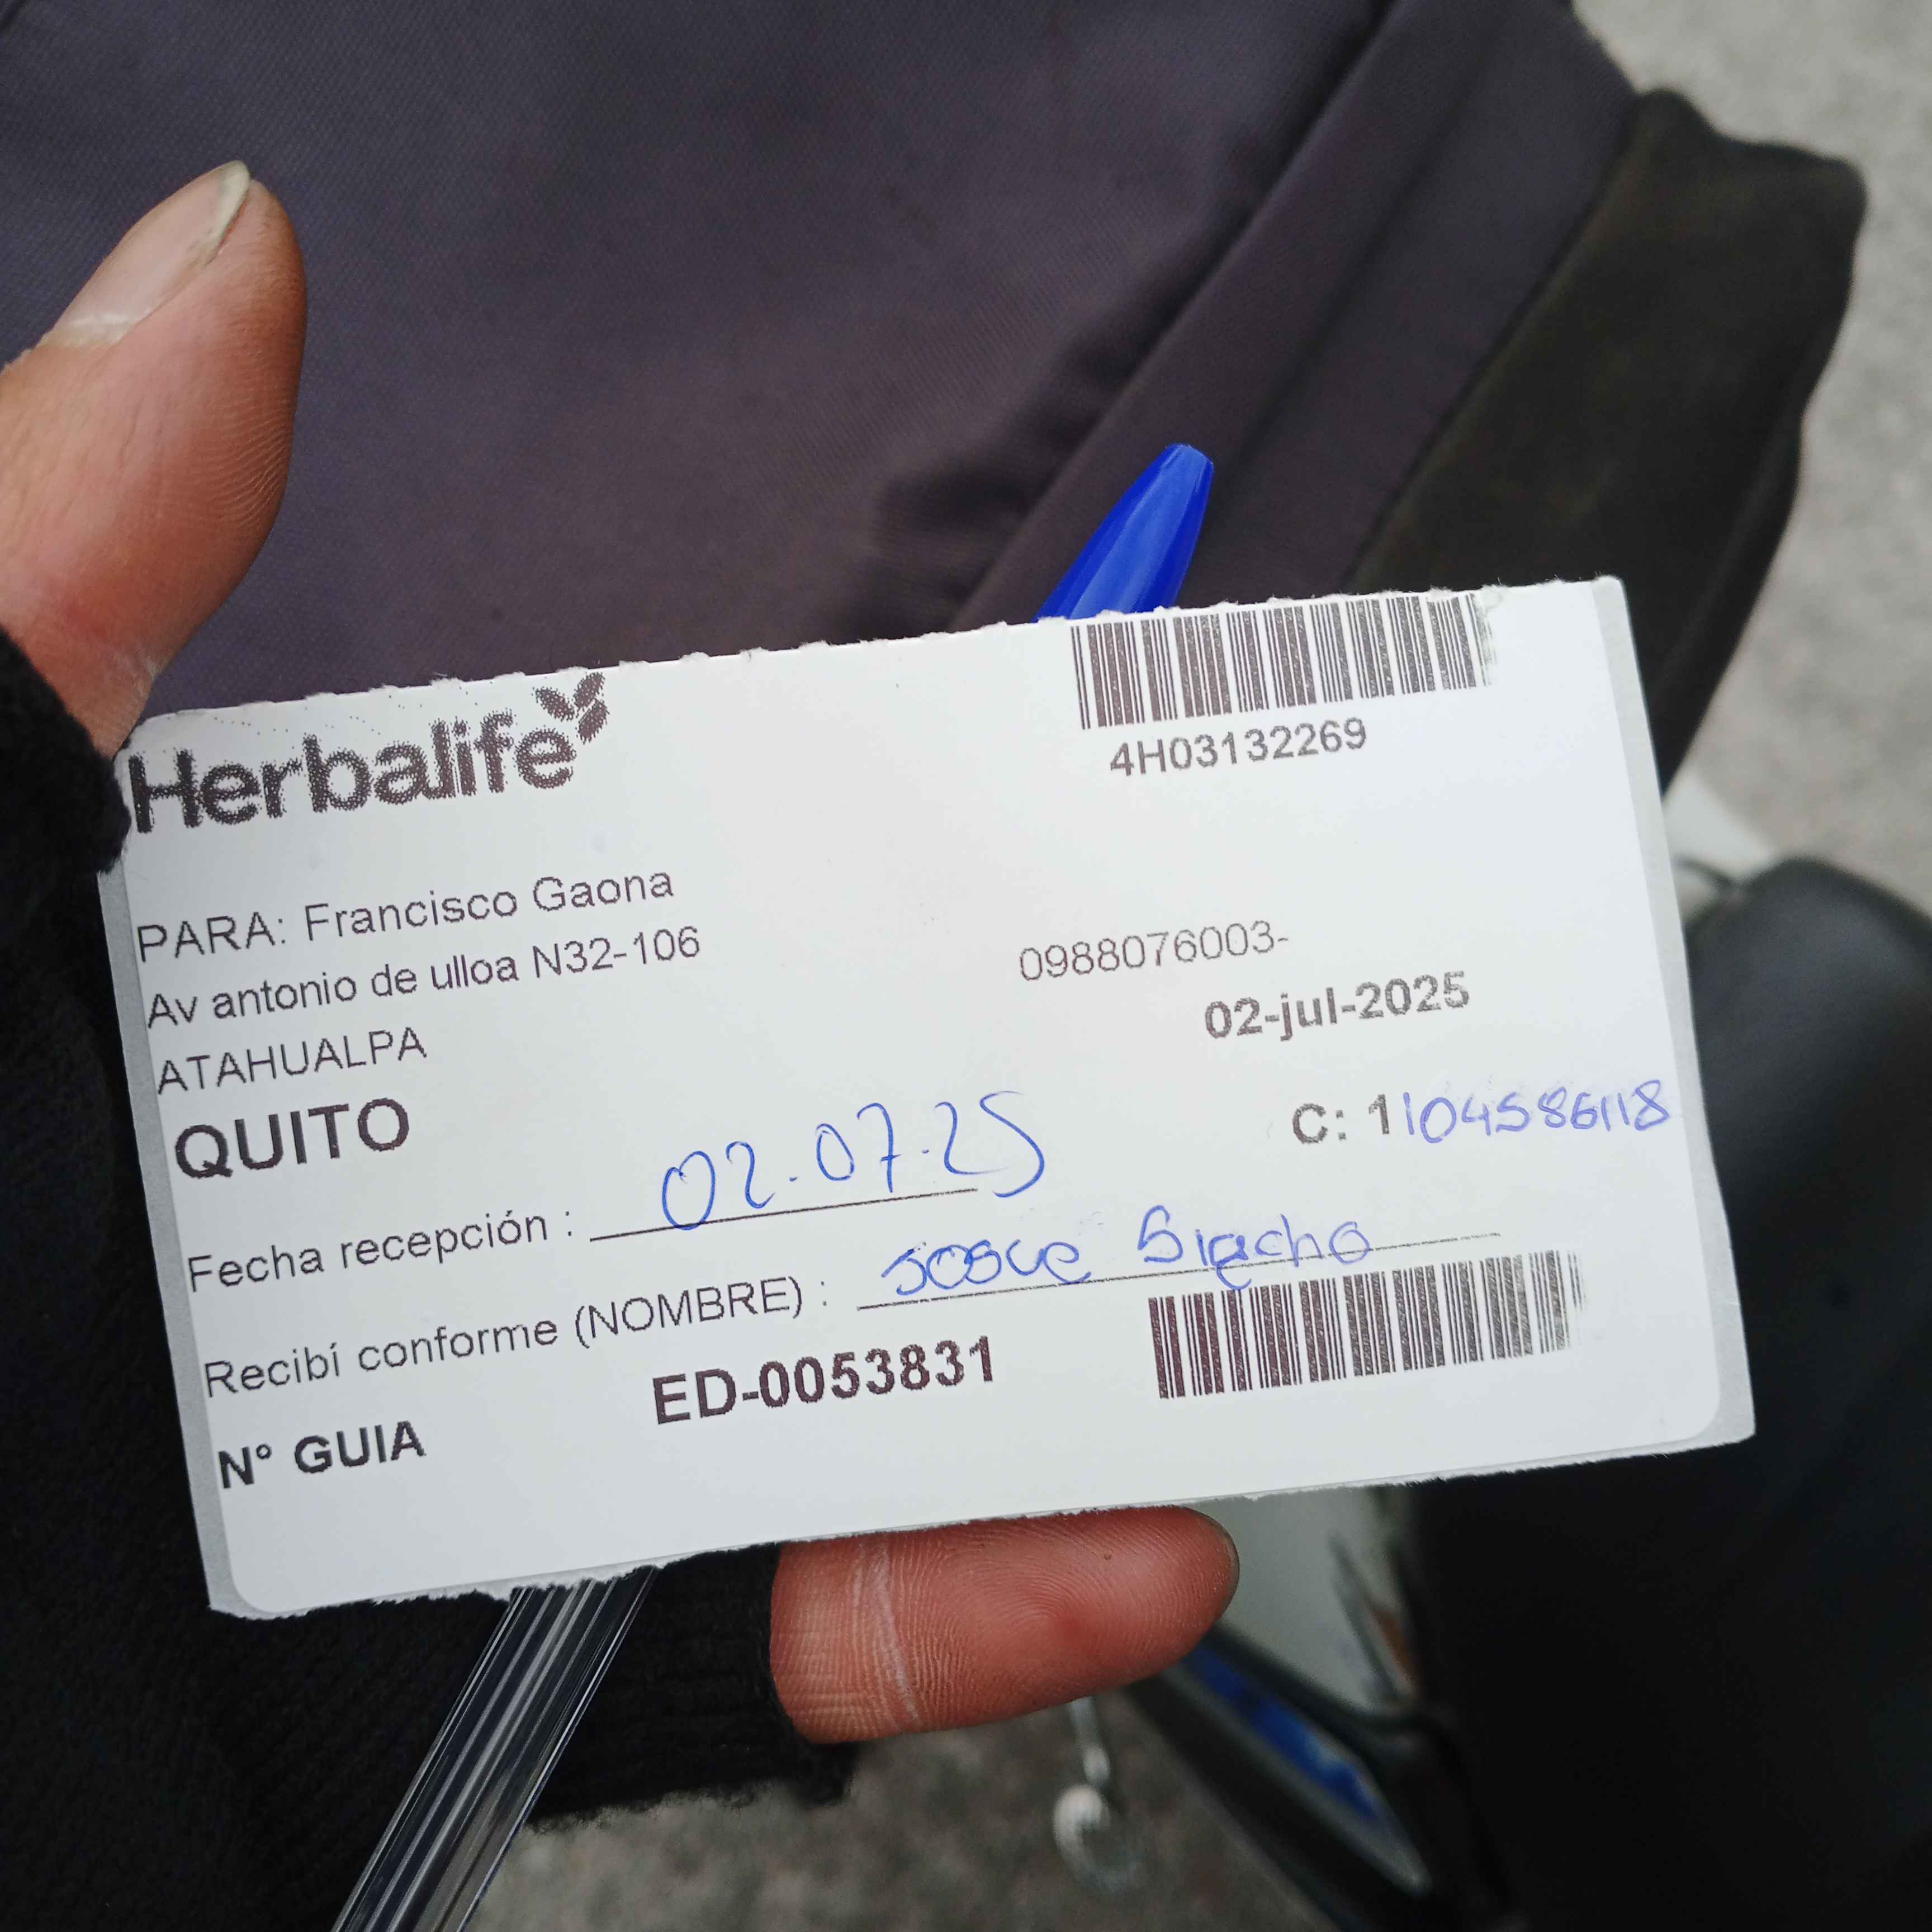 Herbalife
4H03132269
PARA: Francisco Gaona
Av antonio de ulloa N32-106
0988076003-
ATAHUALPA
02-jul-2025
QUITO
C: 1104586118
Fecha recepción : 02.07.25
Recibí conforme (NOMBRE) : Josue
N° GUIA ED-0053831